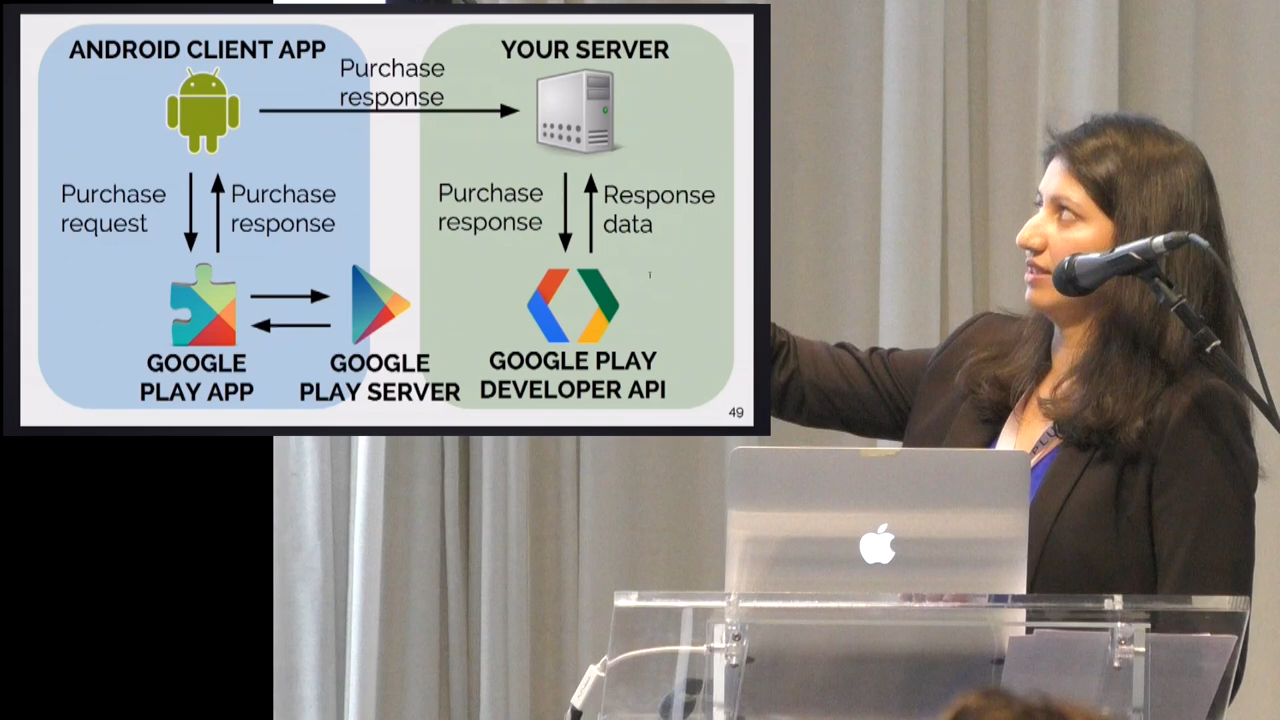 ANDROID CLIENT APP
YOUR SERVER
Purchase
response
Purchase
request
Purchase
response
Purchase
response
Response
data
GOOGLE
PLAY APP
GOOGLE
PLAY SERVER
GOOGLE PLAY
DEVELOPER API
49